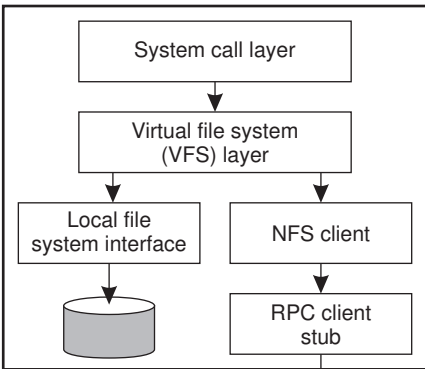 System call layer
Virtual file system
(VFS) layer
Local file
system interface
NFS client
RPC client
stub